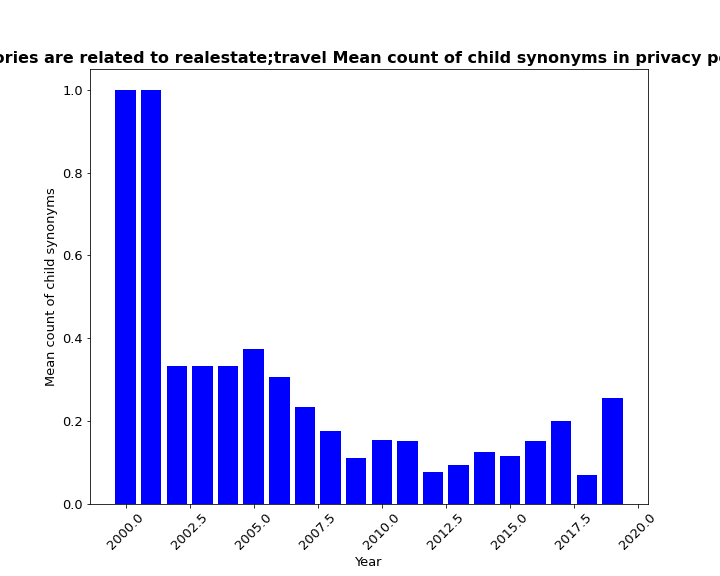 ories are related to realestate;travel Mean count of child synonyms in privacy p
Mean count of child synonyms
1.0
0.8
0.6
0.4
0.2
0.0
2000.0 2002.5 2005.0 2007.5 2010.0 2012.5 2015.0 2017.5 2020.0
Year